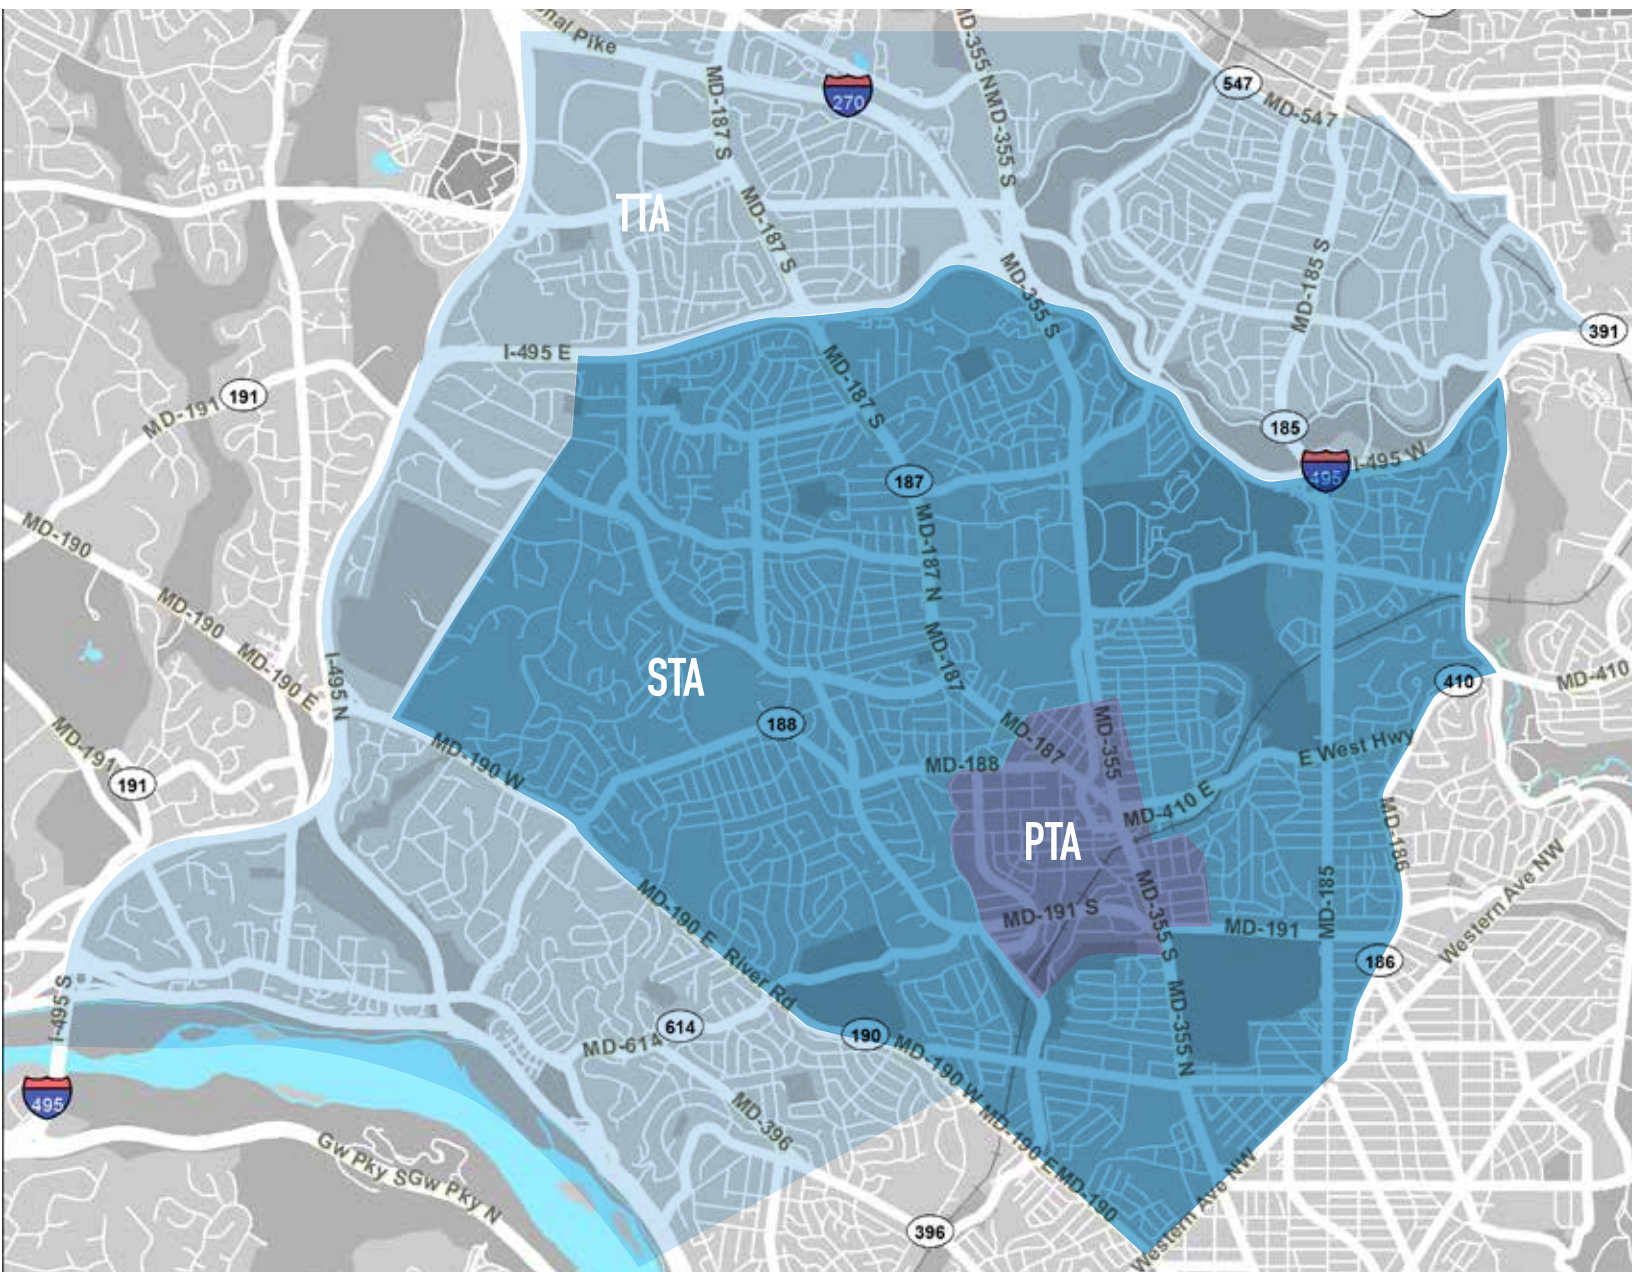 onal Pike
MD-355 NMD-355 S
547
MD-547
270
MD-187 S
TTA
MD-187 S
MD-355 S
MD-185 S
391
I-495 E
MD-187 S
191
MD-191
185
I-495 W
495
187
MD-190
MD-187 N
MD-190
MD-190 E
I-495 N
MD-187
STA
410
MD-410
188
MD-187
MD-355
E West Hwy
MD-191
191
MD-190 W
MD-188
MD-410 E
MD-186
PTA
Western Ave NW
MD-190 E
River Rd
MD-191 S
MD-355 S
MD-191
MD-185
186
I-495 S
614
MD-614
190
MD-190 W
MD-355 N
495
MD-396
MD-190 E
MD-190
Gw Pky S
Gw Pky N
396
Western Ave NW